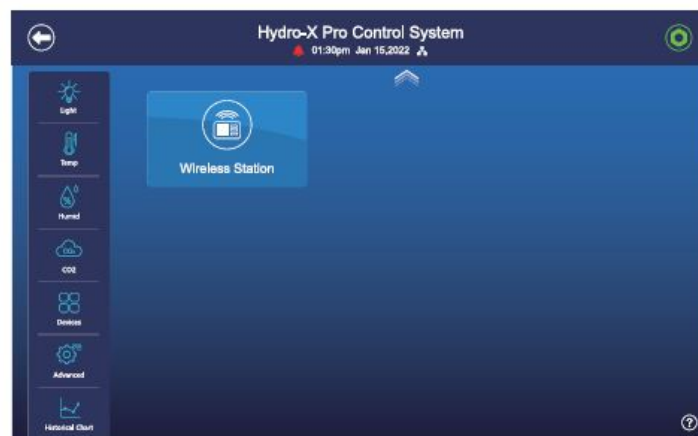 Hydro-X Pro Control System
01:30pm Jan 15,2022
Light
Temp
Humid
CO2
Devices
Advanced
Historical Chart
Wireless Station
?